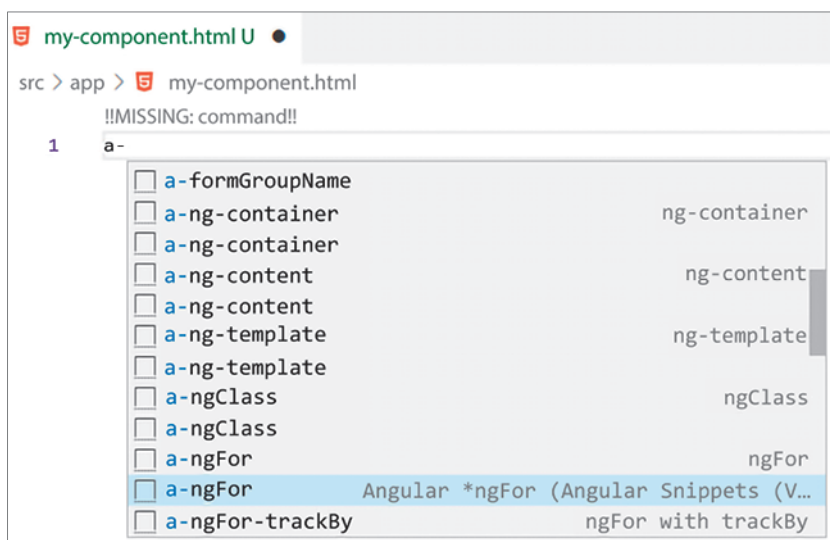 my-component.html U ●
src > app > my-component.html
!!MISSING: command!!
1 a-
a-formGroupName
a-ng-container ng-container
a-ng-container
a-ng-content ng-content
a-ng-content
a-ng-template ng-template
a-ng-template
a-ngClass ngClass
a-ngClass
a-ngFor ngFor
a-ngFor Angular *ngFor (Angular Snippets (V...
a-ngFor-trackBy ngFor with trackBy